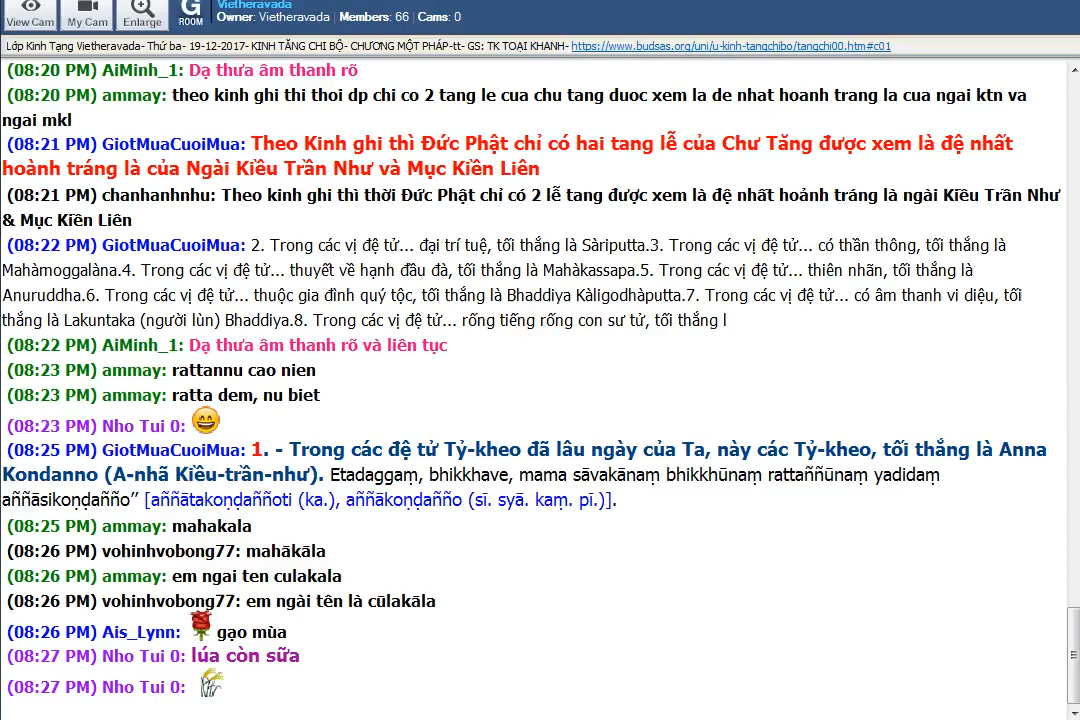 Vietheravada
View Cam My Cam Enlarge G ROOM Owner: Vietheravada | Members: 66 | Cams: 0
Lớp Kinh Tạng Vietheravada- Thứ ba- 19-12-2017- KINH TĂNG CHI BỘ- CHƯƠNG MỘT PHÁP-tt- GS: TK TOẠI KHANH- https://www.budsas.org/uni/u-kinh-tangchibo/tangchi00.htm#c01
(08:20 PM) AiMinh_1: Dạ thưa âm thanh rõ
(08:20 PM) ammay: theo kinh ghi thi thoi dp chi co 2 tang le cua chu tang duoc xem la de nhat hoanh trang la cua ngai ktn va
ngai mkl
(08:21 PM) GiotMuaCuoiMua: Theo Kinh ghi thì Đức Phật chỉ có hai tang lễ của Chư Tăng được xem là đệ nhất
hoành tráng là của Ngài Kiều Trần Như và Mục Kiền Liên
(08:21 PM) chanhanhnhu: Theo kinh ghi thì thời Đức Phật chỉ có 2 lễ tang được xem là đệ nhất hoảnh tráng là ngài Kiều Trần Như
& Mục Kiền Liên
(08:22 PM) GiotMuaCuoiMua: 2. Trong các vị đệ tử... đại trí tuệ, tối thắng là Sàriputta.3. Trong các vị đệ tử... có thần thông, tối thắng là
Mahàmoggalàna.4. Trong các vị đệ tử... thuyết về hạnh đầu đà, tối thắng là Mahàkassapa.5. Trong các vị đệ tử... thiên nhãn, tối thắng là
Anuruddha.6. Trong các vị đệ tử... thuộc gia đình quý tộc, tối thắng là Bhaddiya Kàligodhàputta.7. Trong các vị đệ tử... có âm thanh vi diệu, tối
thắng là Lakuntaka (người lùn) Bhaddiya.8. Trong các vị đệ tử... rống tiếng rống con sư tử, tối thắng l
(08:22 PM) AiMinh_1: Dạ thưa âm thanh rõ và liên tục
(08:23 PM) ammay: rattannu cao nien
(08:23 PM) ammay: ratta dem, nu biet
(08:23 PM) Nho Tui 0:
(08:25 PM) GiotMuaCuoiMua: 1. - Trong các đệ tử Tỷ-kheo đã lâu ngày của Ta, này các Tỷ-kheo, tối thắng là Anna
Kondanno (A-nhã Kiều-trần-như). Etadaggaṃ, bhikkhave, mama sāvakānaṃ bhikkhūnaṃ rattaññūnaṃ yadidaṃ
aññāsikoṇḍañño” [aññātakoṇḍaññoti (ka.), aññākoṇḍañño (sī. syā. kaṃ. pī.)].
(08:25 PM) ammay: mahakala
(08:26 PM) vohinhvobong77: mahākāla
(08:26 PM) ammay: em ngai ten culakala
(08:26 PM) vohinhvobong77: em ngài tên là cūlakāla
(08:26 PM) Ais_Lynn: gạo mùa
(08:27 PM) Nho Tui 0: lúa còn sữa
(08:27 PM) Nho Tui 0: